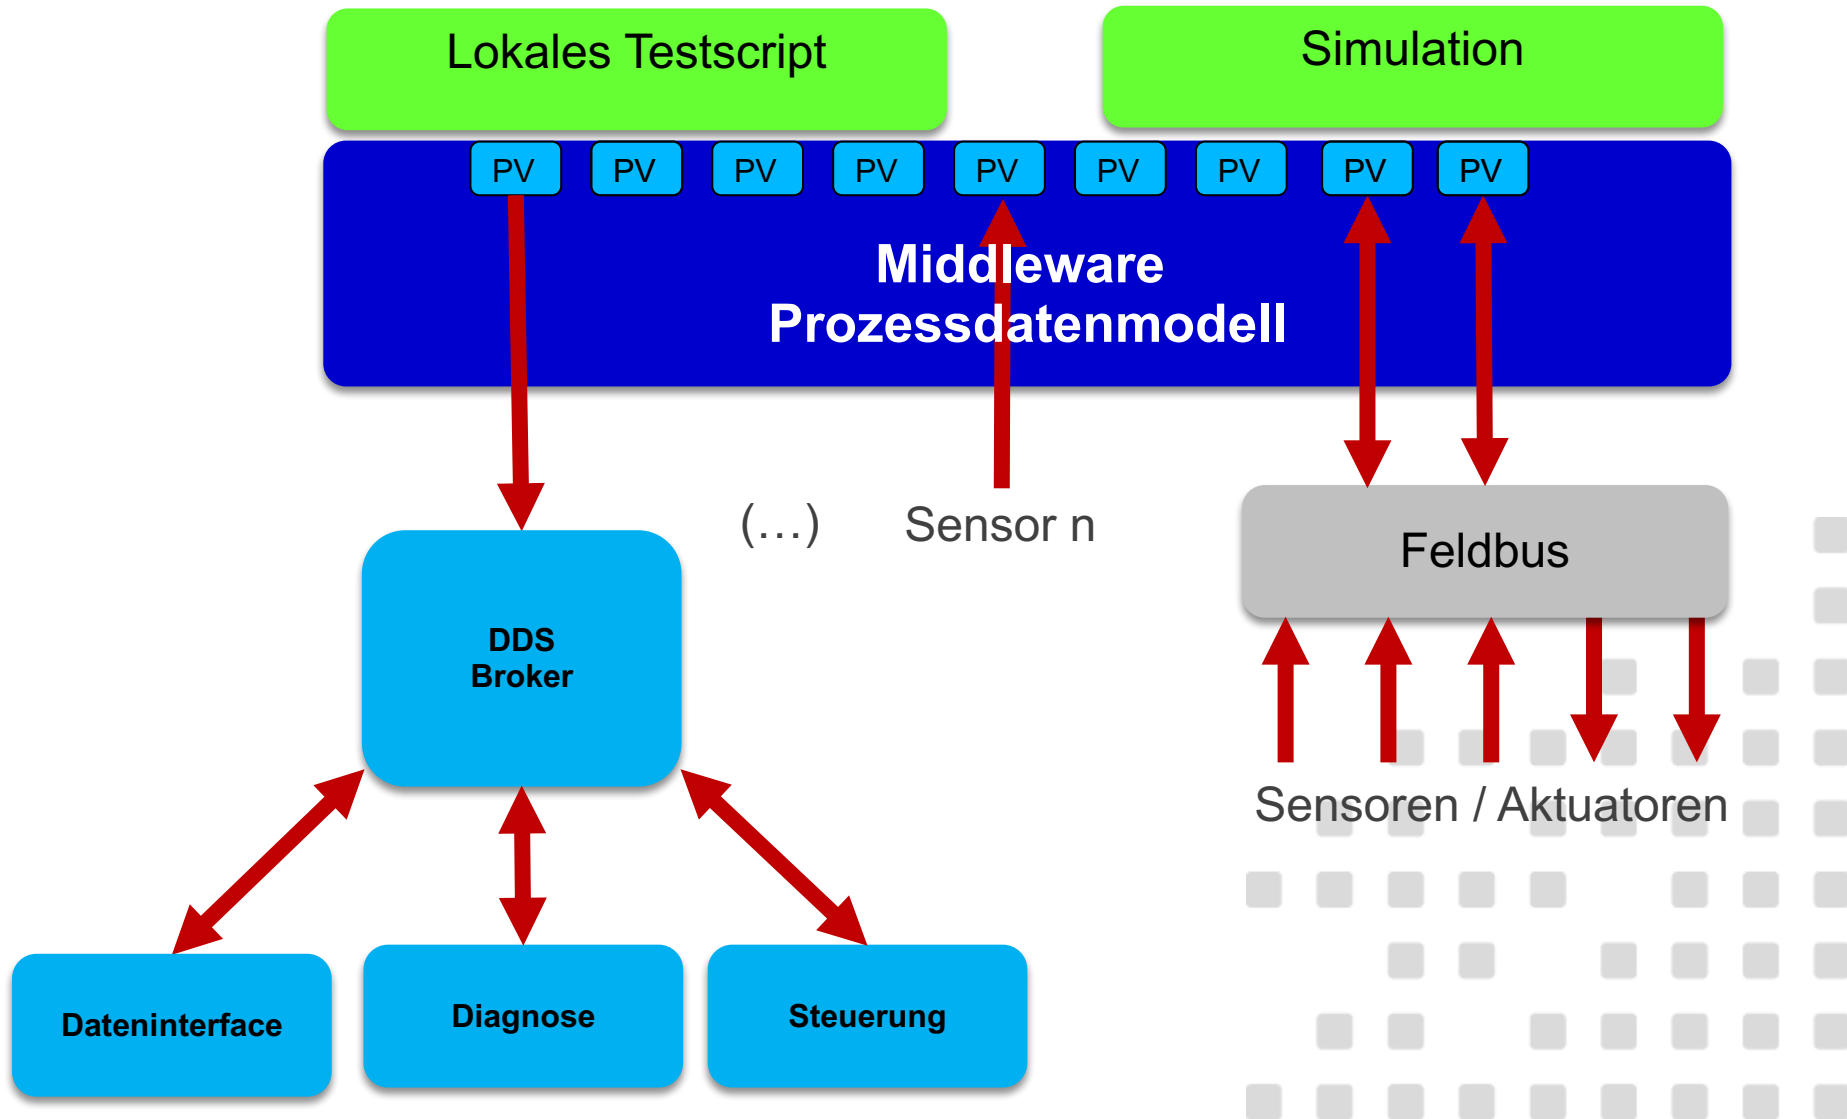 Lokales Testscript
Simulation
PV PV PV PV PV PV PV PV PV
Middleware
Prozessdatenmodell
(...) Sensor n
Feldbus
DDS
Broker
Sensoren / Aktuatoren
Dateninterface
Diagnose
Steuerung